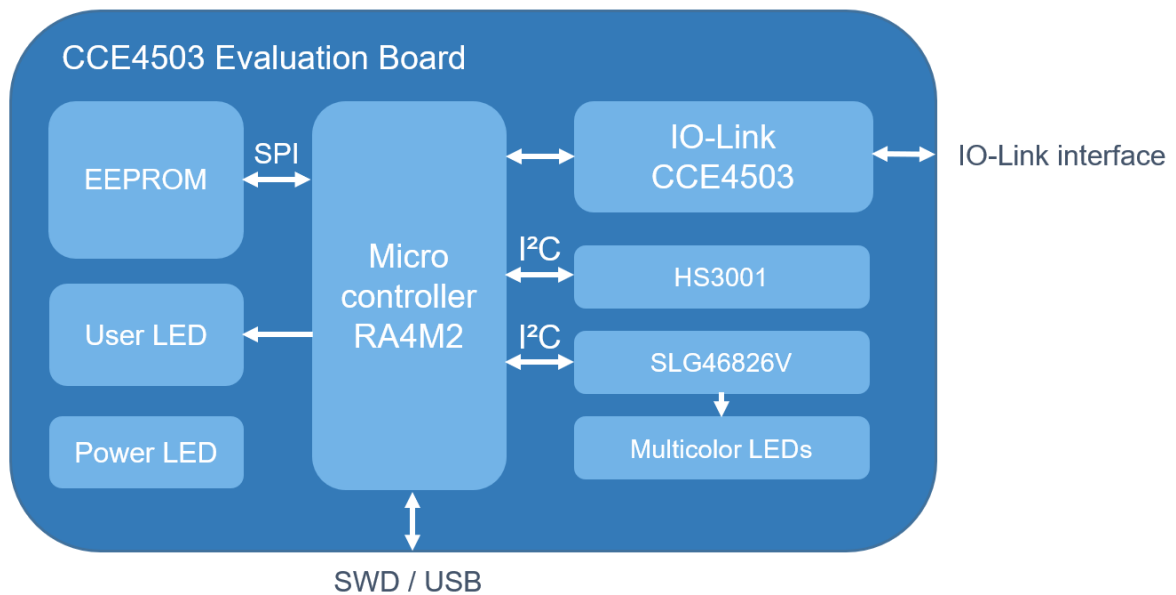 CCE4503 Evaluation Board
EEPROM
SPI
IO-Link
CCE4503
IO-Link interface
Micro
controller
RA4M2
I²C
HS3001
User LED
I²C
SLG46826V
Power LED
Multicolor LEDs
SWD / USB